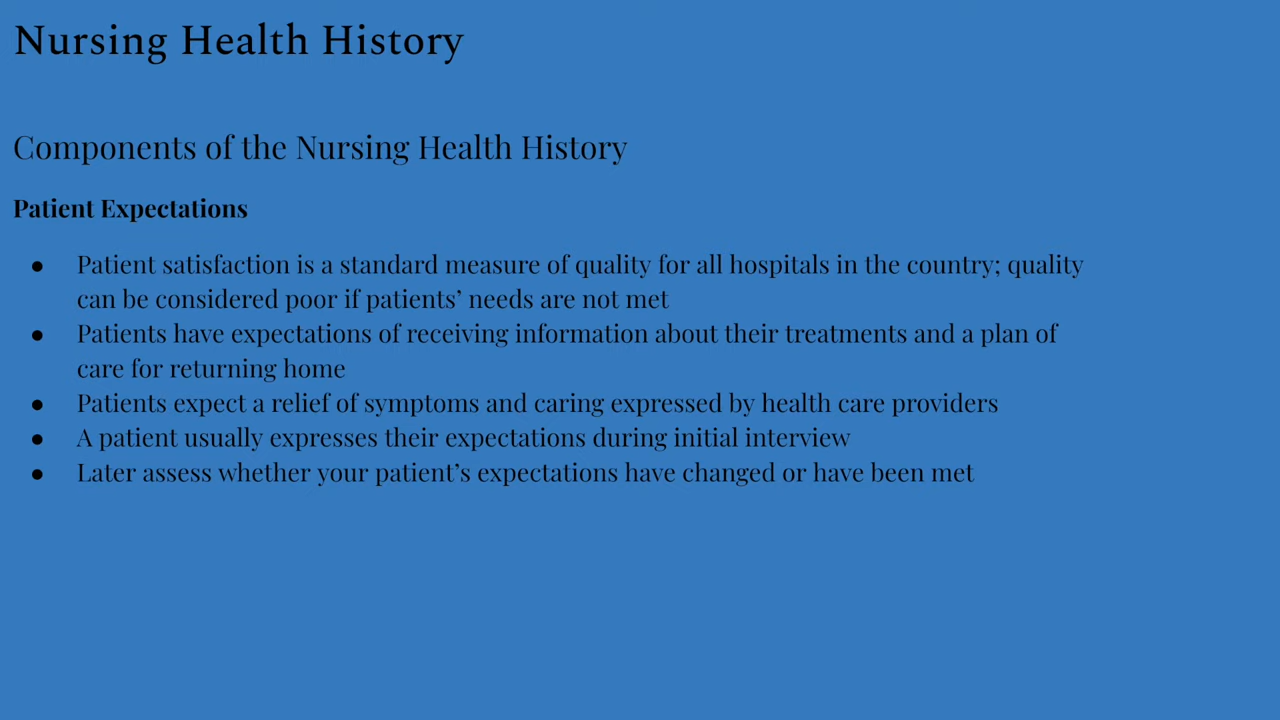 Nursing Health History
Components of the Nursing Health History
Patient Expectations
● Patient satisfaction is a standard measure of quality for all hospitals in the country; quality
can be considered poor if patients’ needs are not met
● Patients have expectations of receiving information about their treatments and a plan of
care for returning home
● Patients expect a relief of symptoms and caring expressed by health care providers
● A patient usually expresses their expectations during initial interview
● Later assess whether your patient’s expectations have changed or have been met